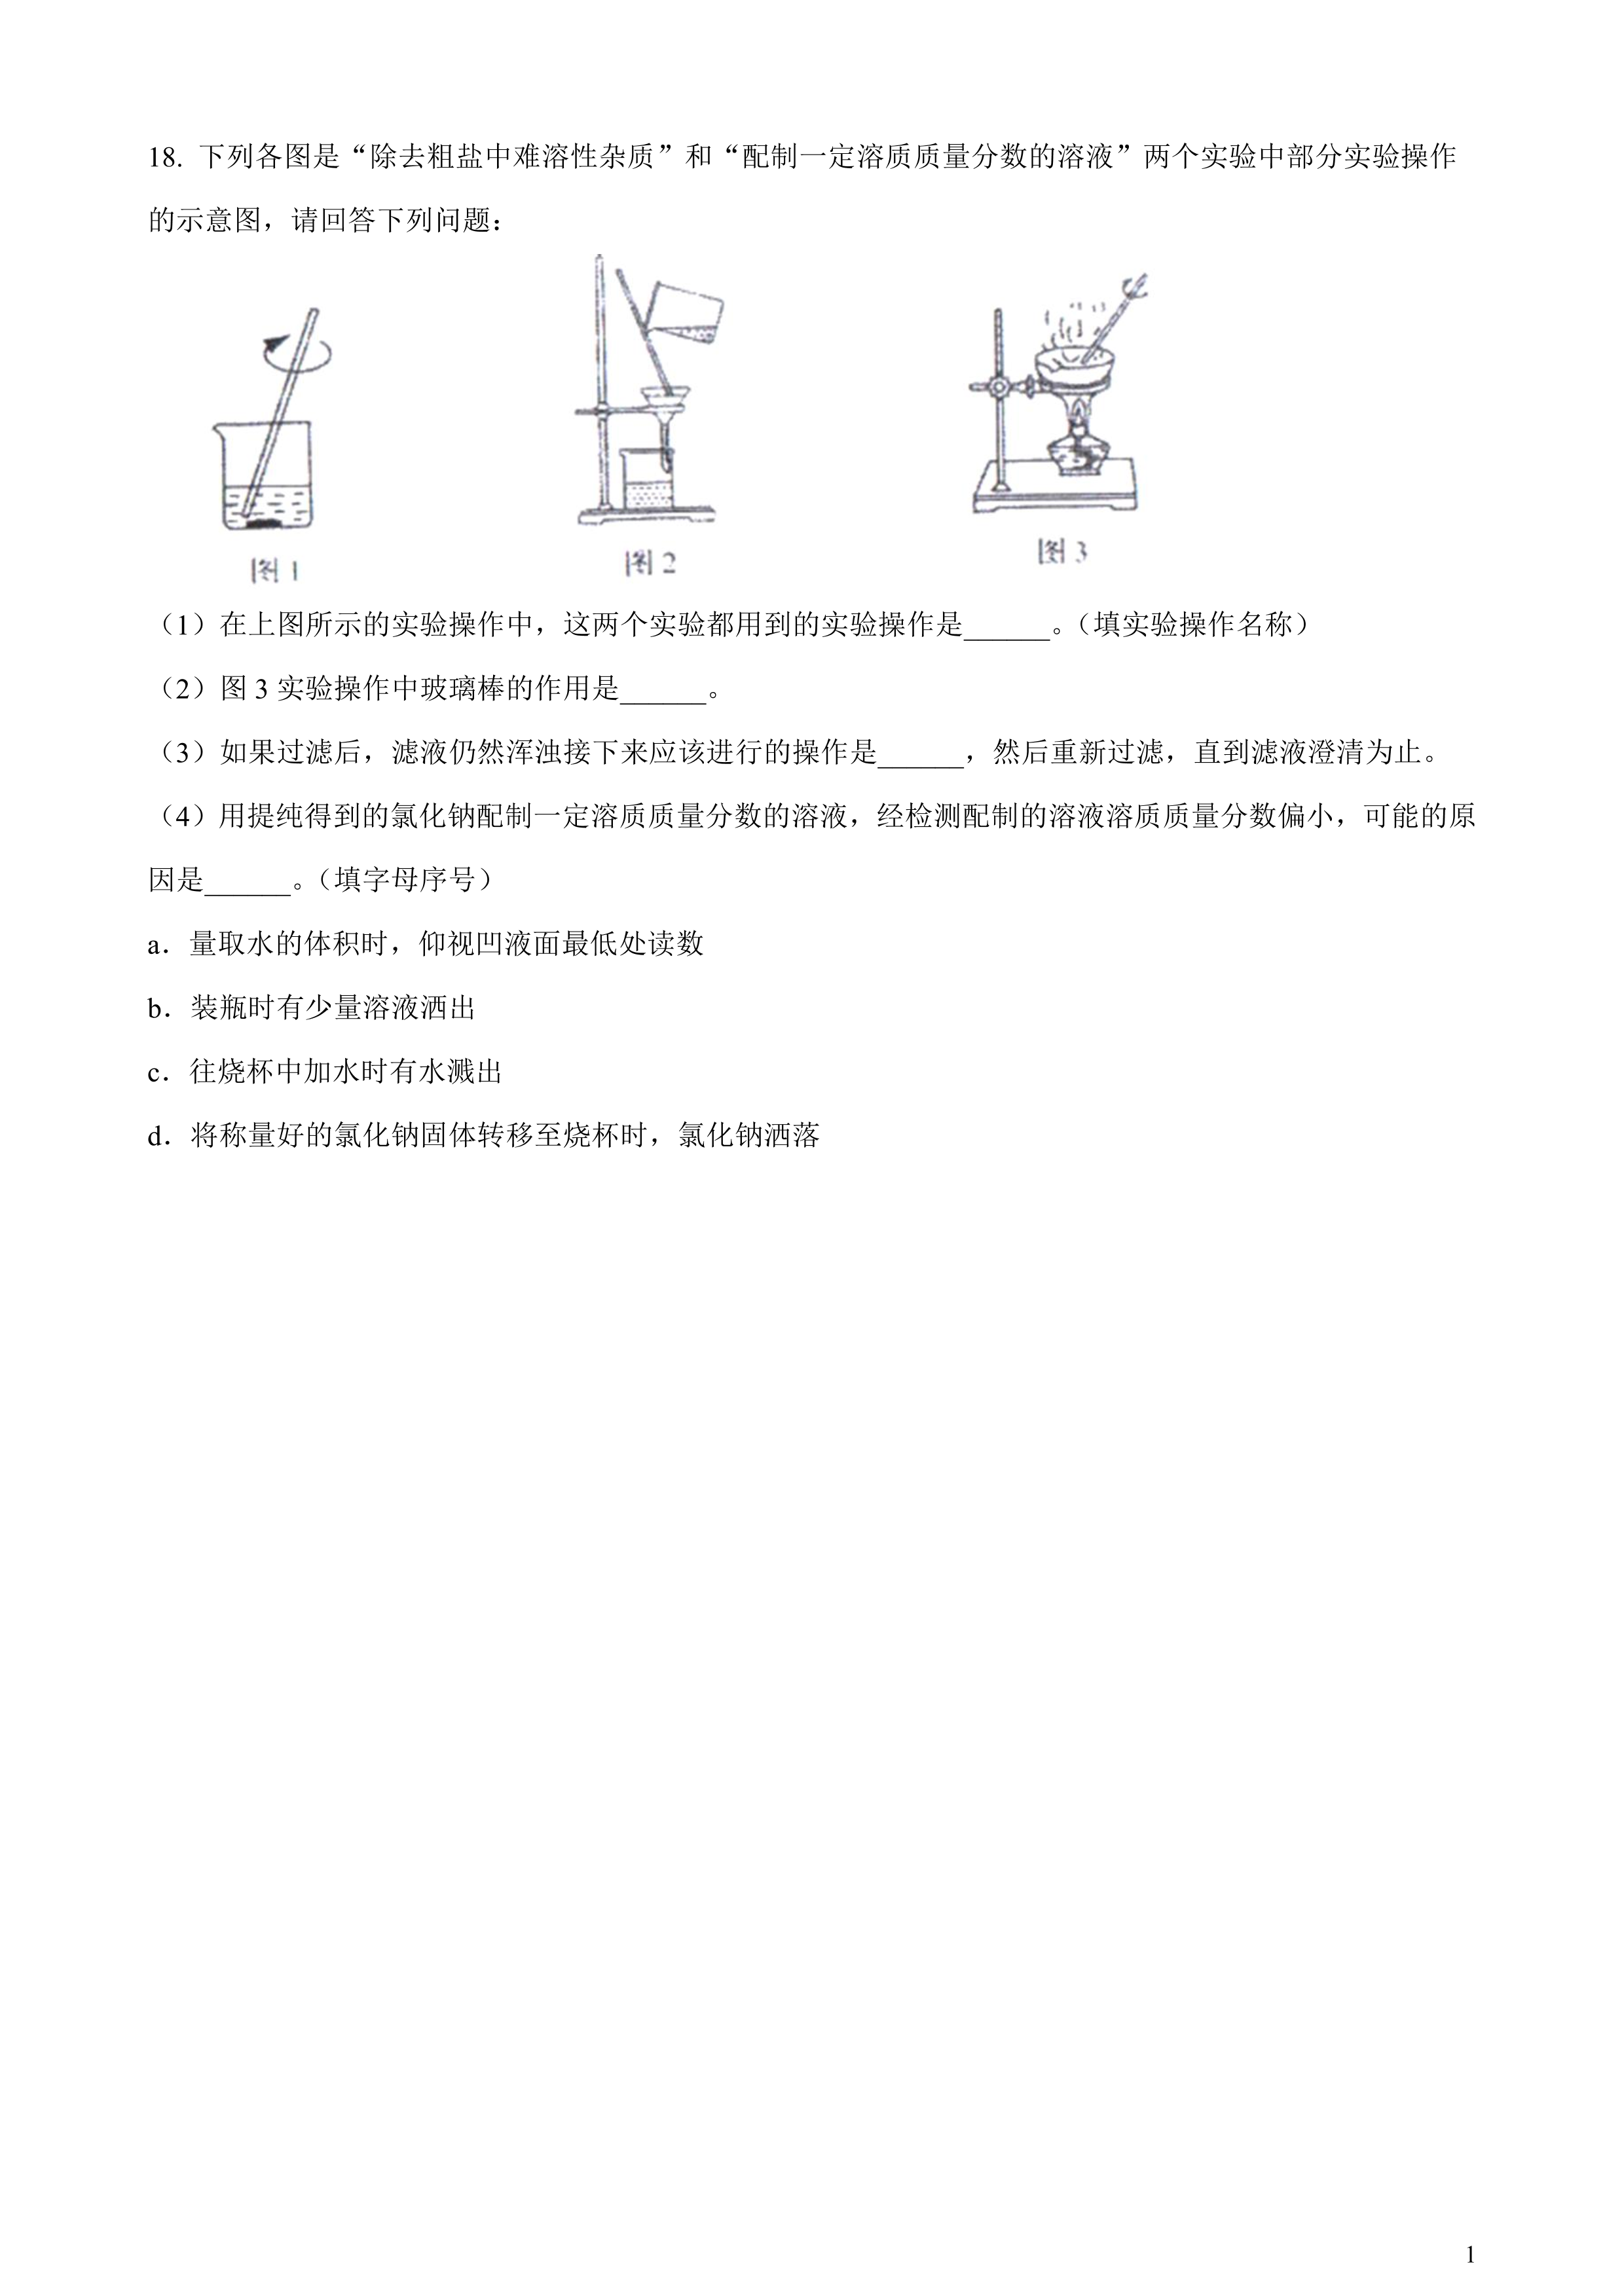 18. 下列各图是“除去粗盐中难溶性杂质”和“配制一定溶质质量分数的溶液”两个实验中部分实验操作
的示意图，请回答下列问题：
图 1
图 2
图 3
（1）在上图所示的实验操作中，这两个实验都用到的实验操作是______。（填实验操作名称）
（2）图 3 实验操作中玻璃棒的作用是______。
（3）如果过滤后，滤液仍然浑浊接下来应该进行的操作是______，然后重新过滤，直到滤液澄清为止。
（4）用提纯得到的氯化钠配制一定溶质质量分数的溶液，经检测配制的溶液溶质质量分数偏小，可能的原
因是______。（填字母序号）
a．量取水的体积时，仰视凹液面最低处读数
b．装瓶时有少量溶液洒出
c．往烧杯中加水时有水溅出
d．将称量好的氯化钠固体转移至烧杯时，氯化钠洒落
1